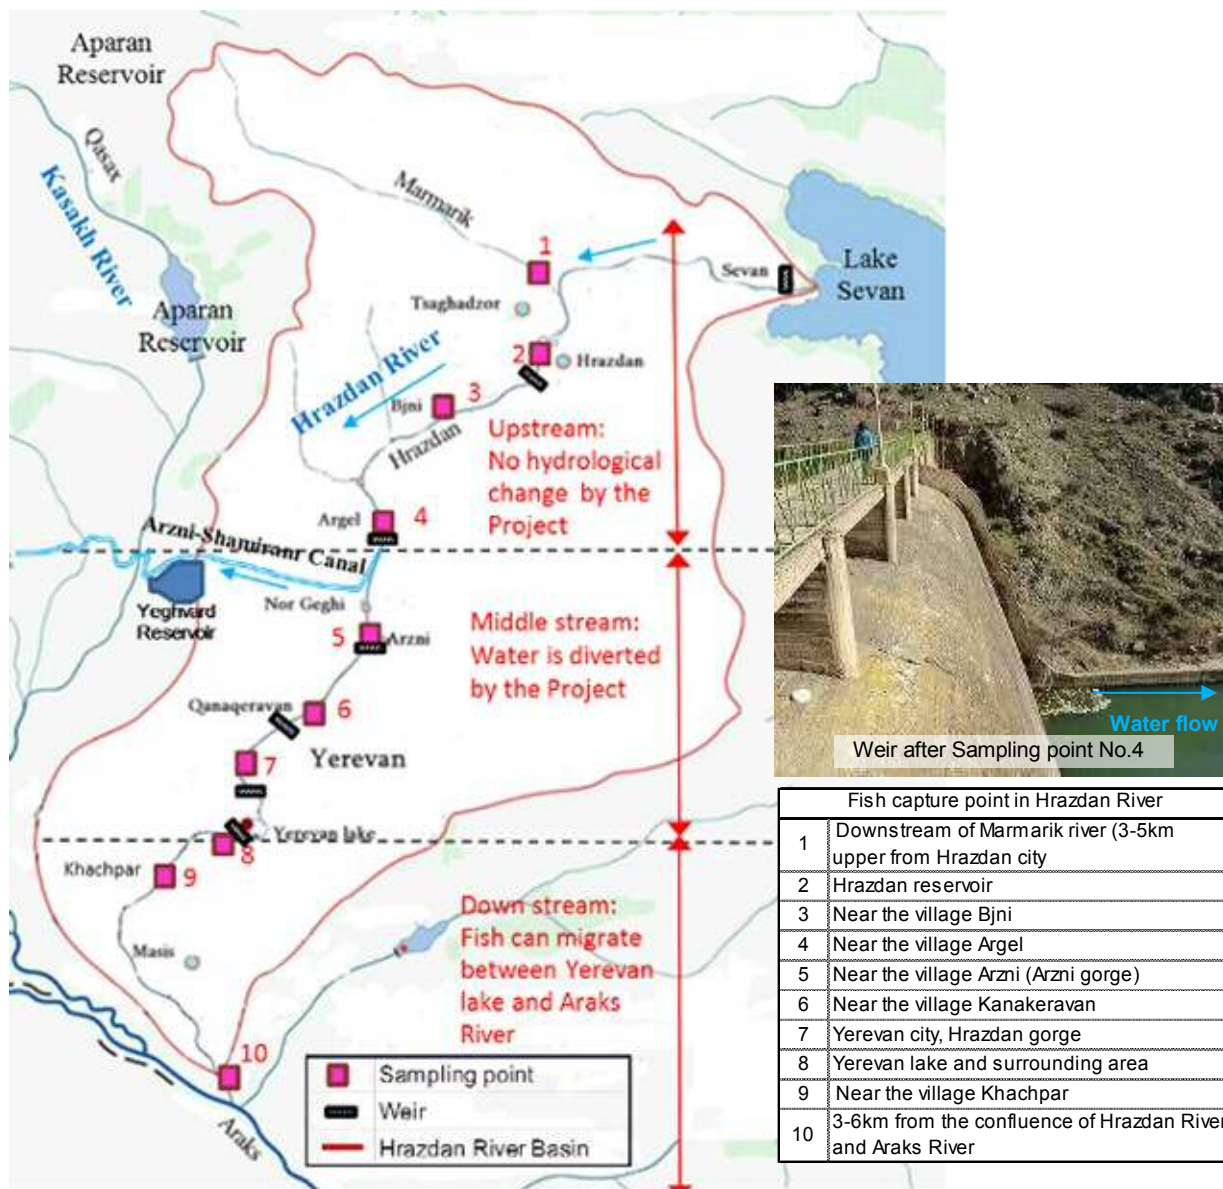 Aparan
Reservoir
Qasax
Kasakh River
Aparan
Reservoir
Marmarik
1
Sevan
Lake
Sevan
Tsaghadzor
2
Hrazdan
Hrazdan River
3
Bjni
Hrazdan
Upstream:
No hydrological
change by the
Project
Argel
4
Arzni-Shamiranr Canal
Yeghvard
Reservoir
Nor Geghi
5
Arzni
Middle stream:
Water is diverted
by the Project
Qanaqeravan
6
Yerevan
7
Yerevan lake
8
Khachpar
9
Masis
Down stream:
Fish can migrate
between Yerevan
lake and Araks
River
10
Araks
Sampling point
Weir
Hrazdan River Basin
Water flow
Weir after Sampling point No.4
Fish capture point in Hrazdan River
1 Downstream of Marmarik river (3-5km
upper from Hrazdan city
2 Hrazdan reservoir
3 Near the village Bjni
4 Near the village Argel
5 Near the village Arzni (Arzni gorge)
6 Near the village Kanakeravan
7 Yerevan city, Hrazdan gorge
8 Yerevan lake and surrounding area
9 Near the village Khachpar
10 3-6km from the confluence of Hrazdan River
and Araks River